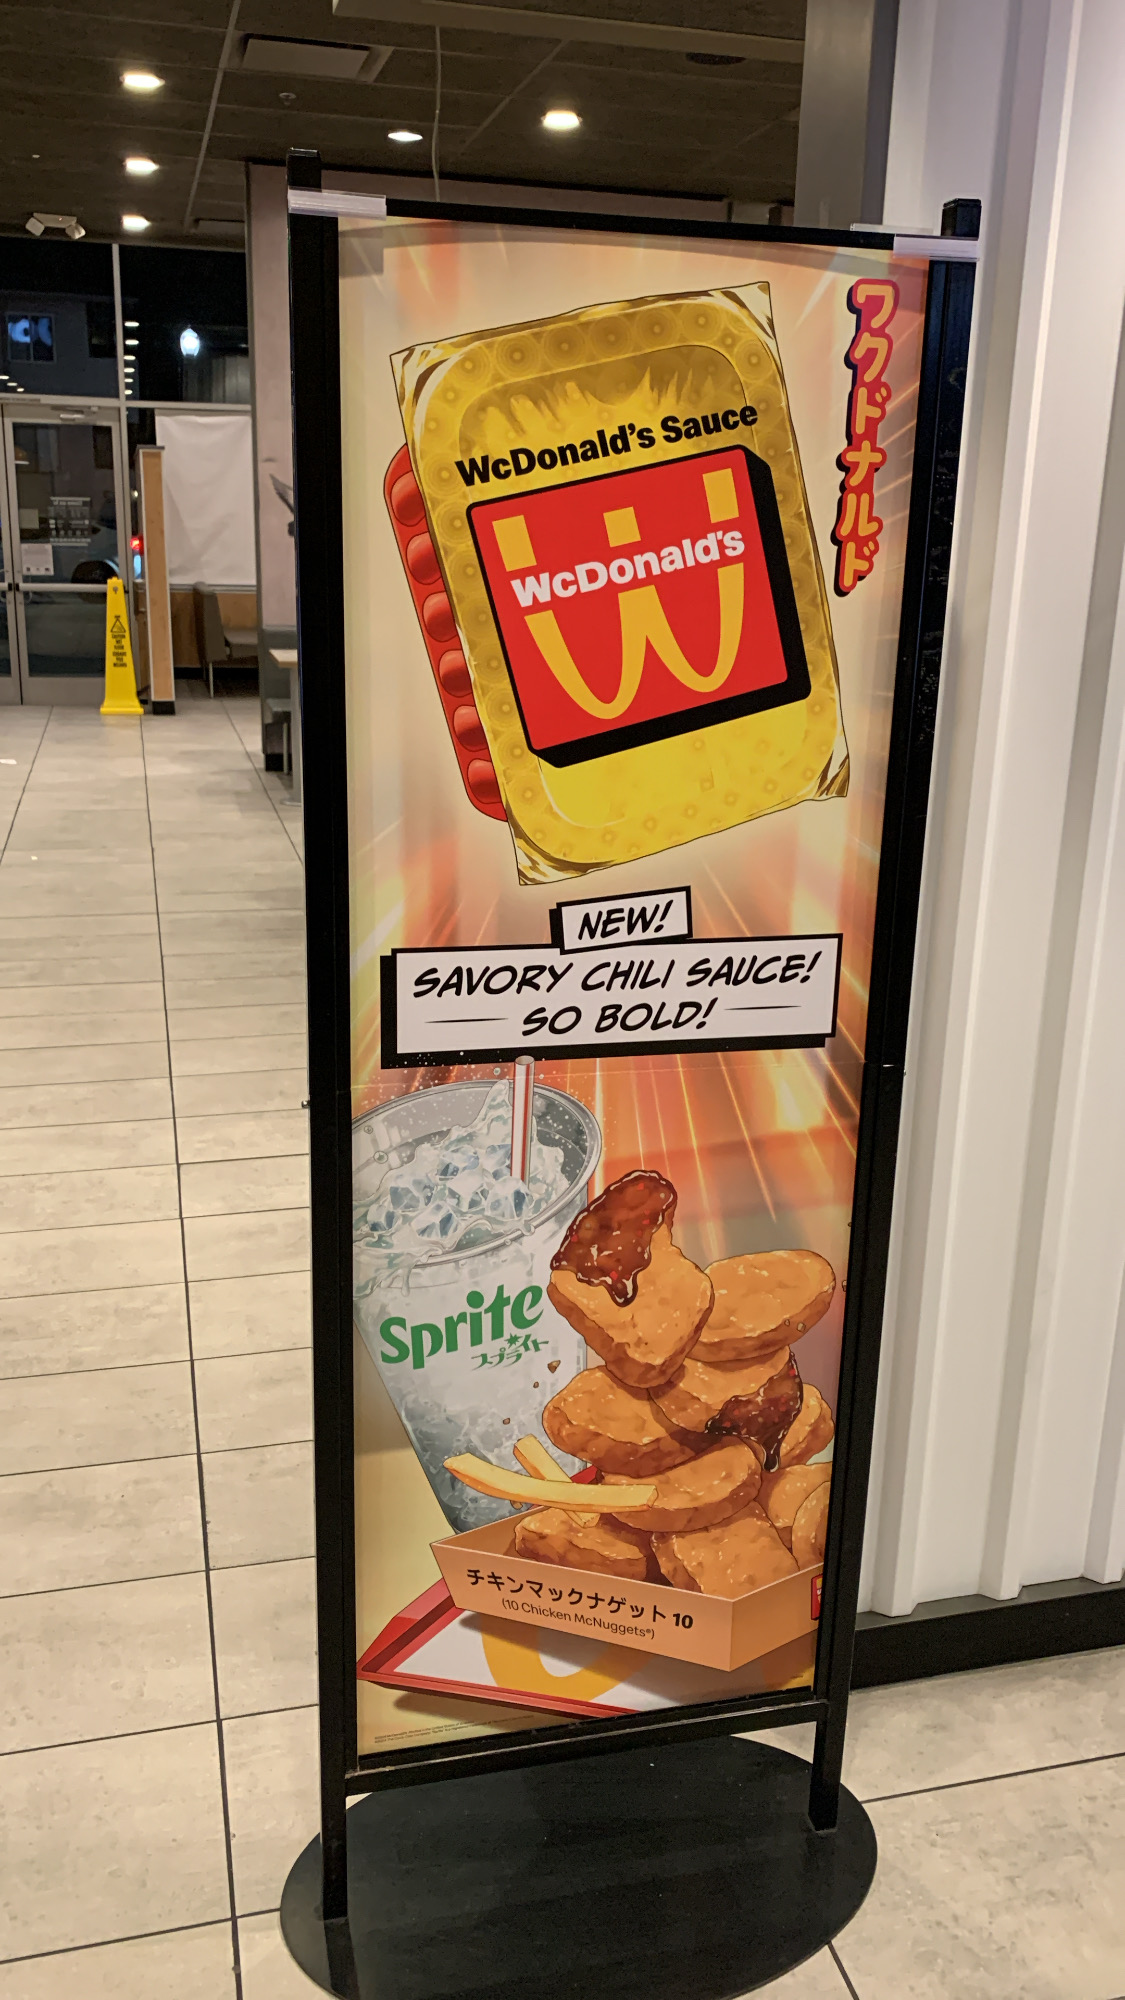 ワクドナルド
WcDonald's Sauce
WcDonald's
NEW!
SAVORY CHILI SAUCE!
SO BOLD!
Sprite
スプライト
チキンマックナゲット 10
(10 Chicken McNuggets®)